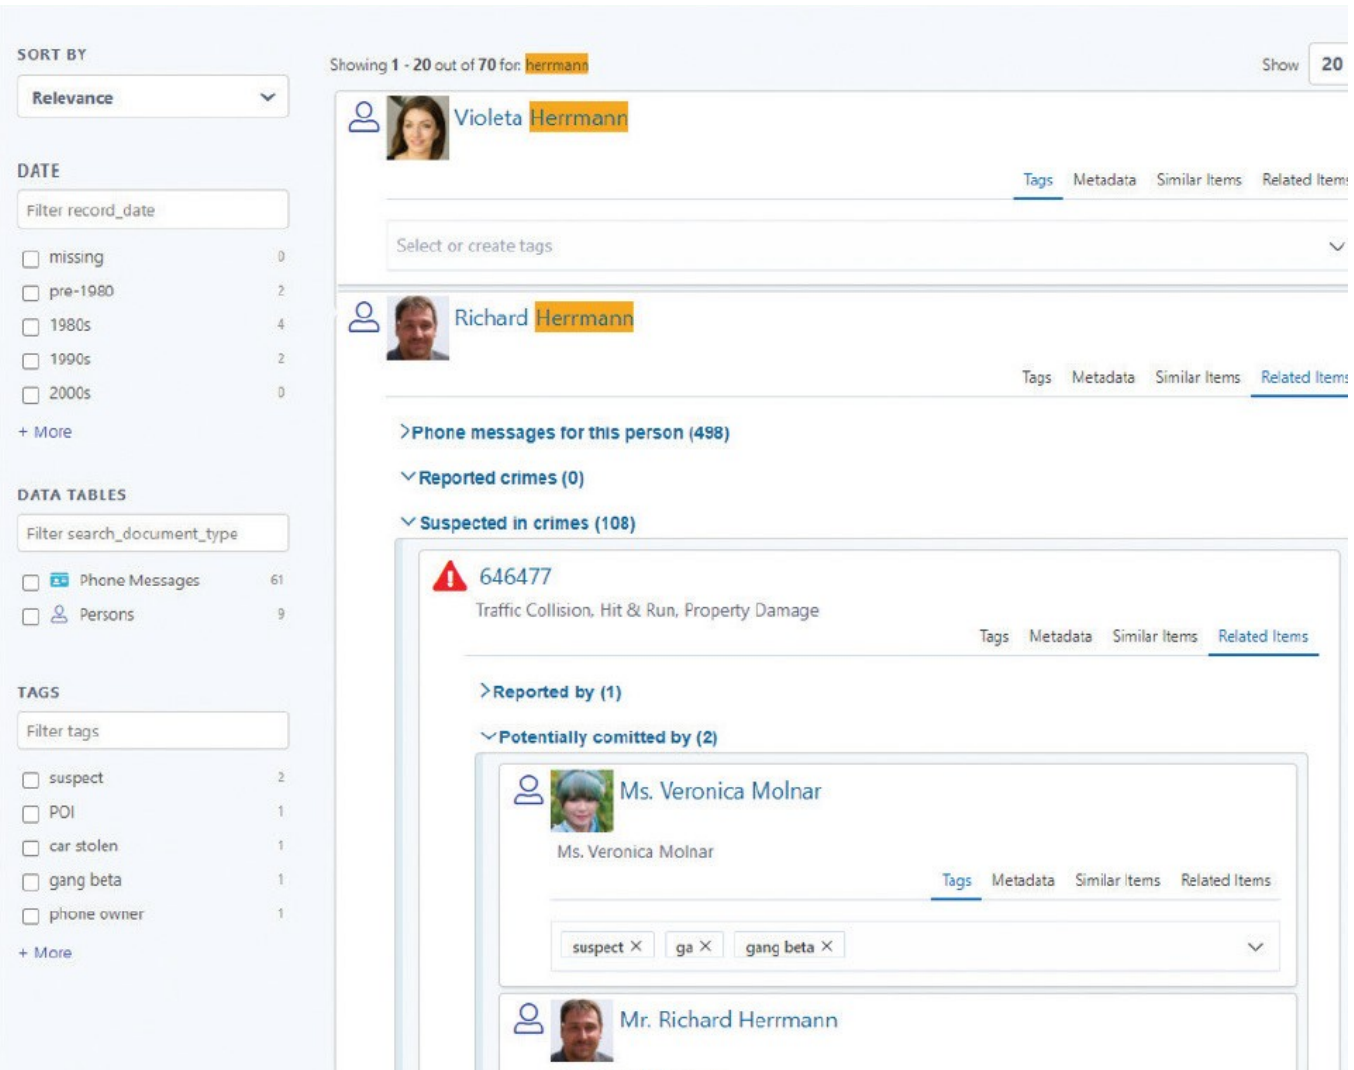 SORT BY
Relevance
DATE
Filter record_date
missing 0
pre-1980 2
1980s 4
1990s 2
2000s 0
+ More
DATA TABLES
Filter search_document_type
Phone Messages 61
Persons 9
TAGS
Filter tags
suspect 2
POI 1
car stolen 1
gang beta 1
phone owner 1
+ More
Showing 1 - 20 out of 70 for: herrmann
Show 20
Violeta Herrmann
Tags Metadata Similar Items Related Items
Select or create tags
Richard Herrmann
Tags Metadata Similar Items Related Items
Phone messages for this person (498)
Reported crimes (0)
Suspected in crimes (108)
646477
Traffic Collision, Hit & Run, Property Damage
Tags Metadata Similar Items Related Items
Reported by (1)
Potentially comitted by (2)
Ms. Veronica Molnar
Ms. Veronica Molnar
Tags Metadata Similar Items Related Items
suspect × ga × gang beta ×
Mr. Richard Herrmann